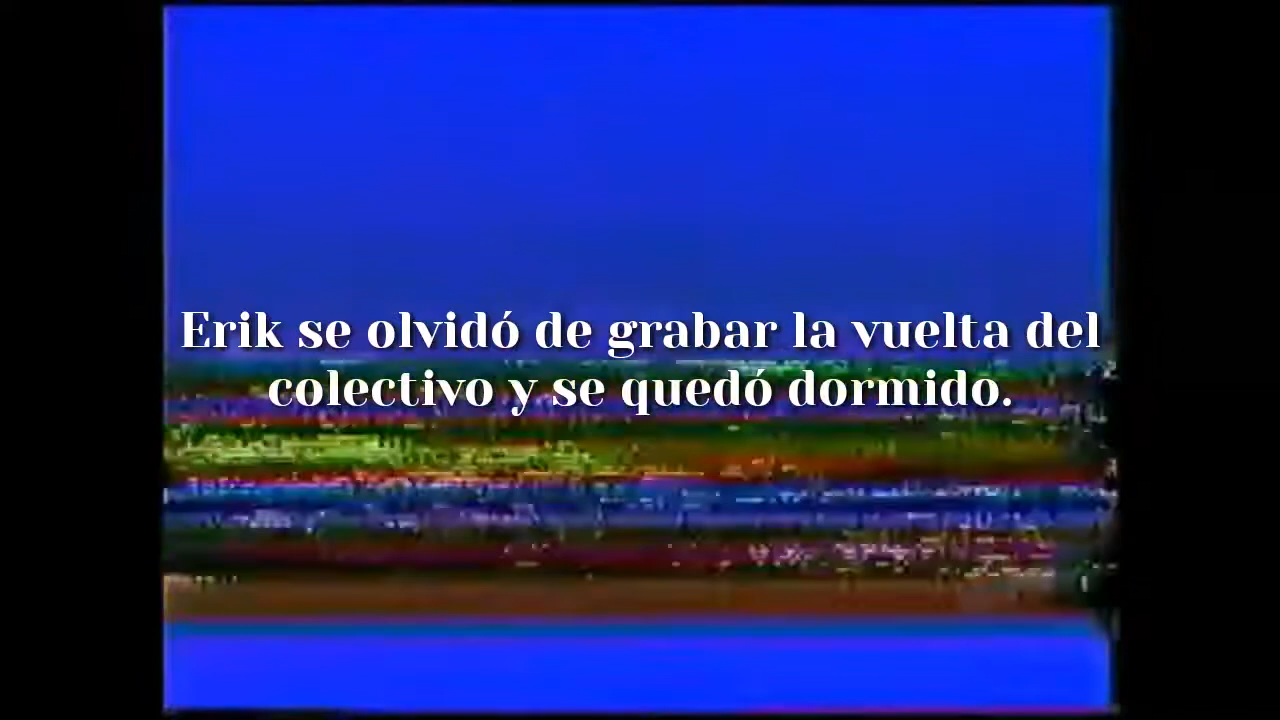 Erik se olvidó de grabar la vuelta del
colectivo y se quedó dormido.